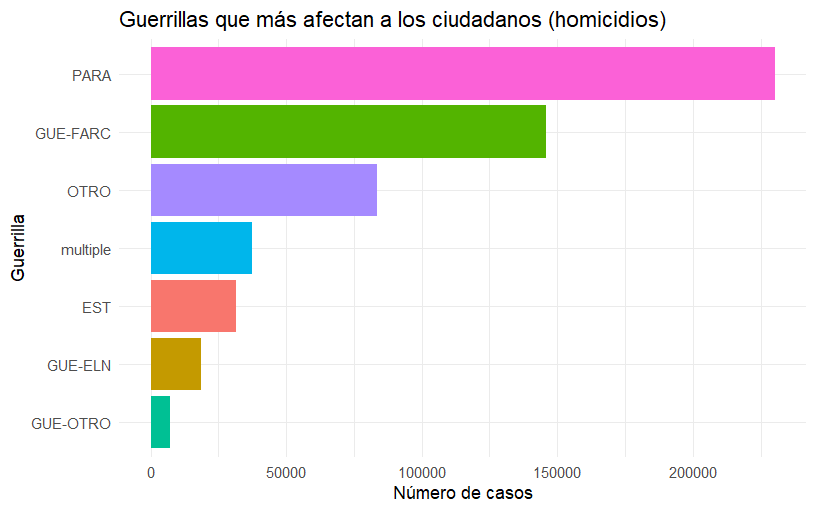 Guerrillas que más afectan a los ciudadanos (homicidios)
PARA
GUE-FARC
OTRO
multiple
EST
GUE-ELN
GUE-OTRO
Guerrilla
0 50000 100000 150000 200000
Número de casos